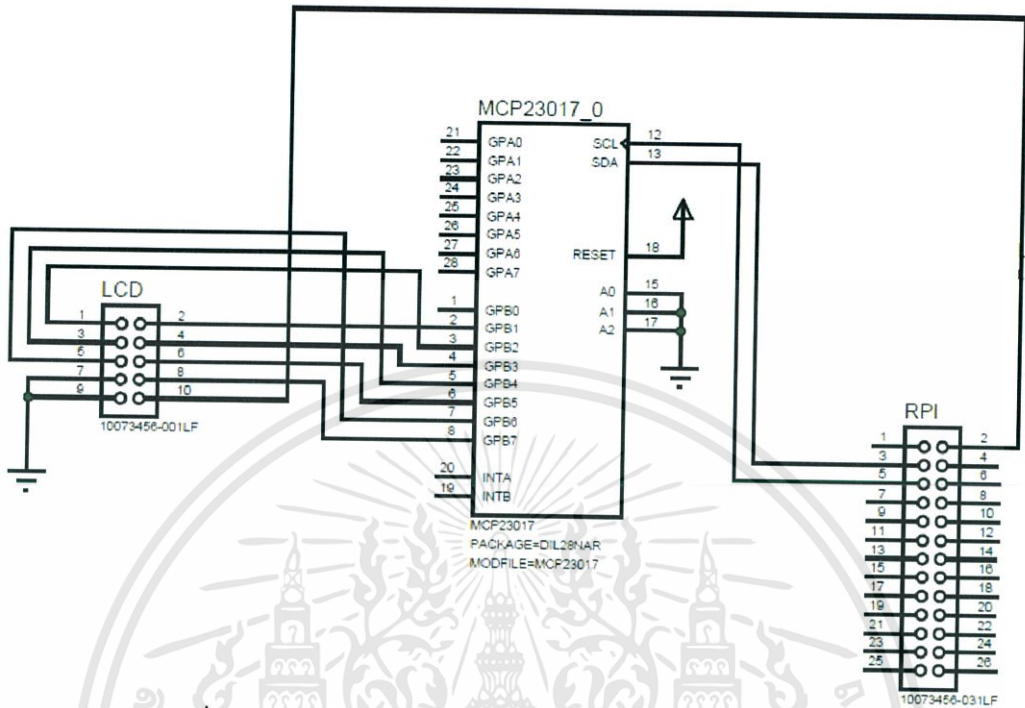 MCP23017_0
21 GPA0
22 GPA1
23 GPA2
24 GPA3
25 GPA4
26 GPA5
27 GPA6
28 GPA7
1 GPB0
2 GPB1
3 GPB2
4 GPB3
5 GPB4
6 GPB5
7 GPB6
8 GPB7
20 INTA
19 INTB
SCL 12
SDA 13
RESET 18
A0 15
A1 16
A2 17
MCP23017
PACKAGE=DIL28NAR
MODFILE=MCP23017
LCD
1 2
3 4
5 6
7 8
9 10
10073456-001LF
RPI
1 2
3 4
5 6
7 8
9 10
11 12
13 14
15 16
17 18
19 20
21 22
23 24
25 26
10073456-031LF